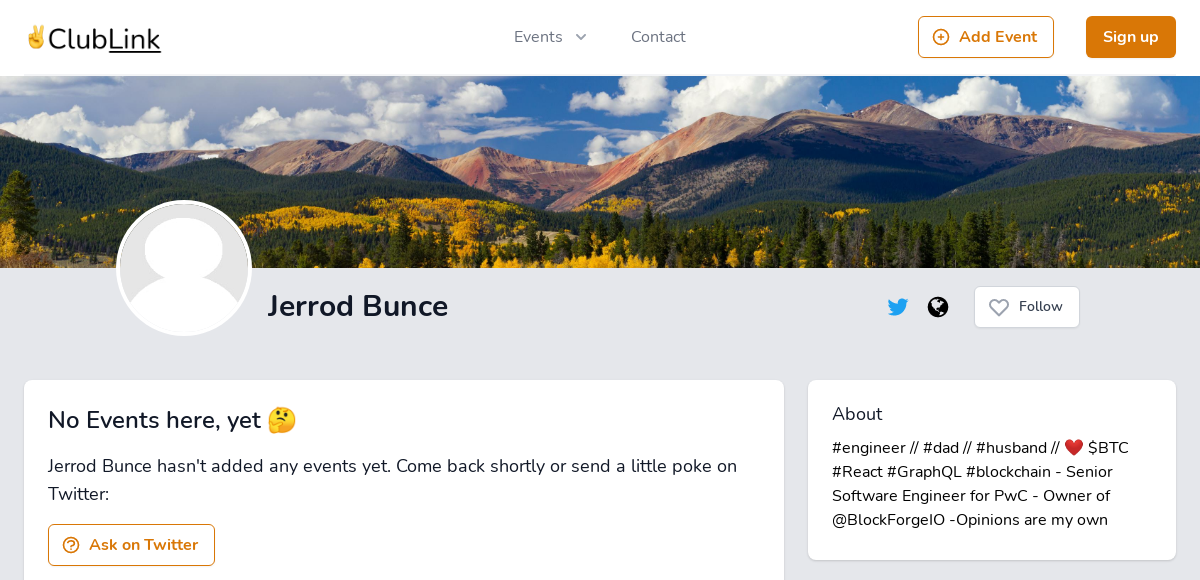 ✌️ClubLink
Events
Contact
Add Event
Sign up
Jerrod Bunce
Follow
No Events here, yet 🤔
Jerrod Bunce hasn't added any events yet. Come back shortly or send a little poke on
Twitter:
Ask on Twitter
About
#engineer // #dad // #husband // ❤️ $BTC
#React #GraphQL #blockchain - Senior
Software Engineer for PwC - Owner of
@BlockForgeIO -Opinions are my own